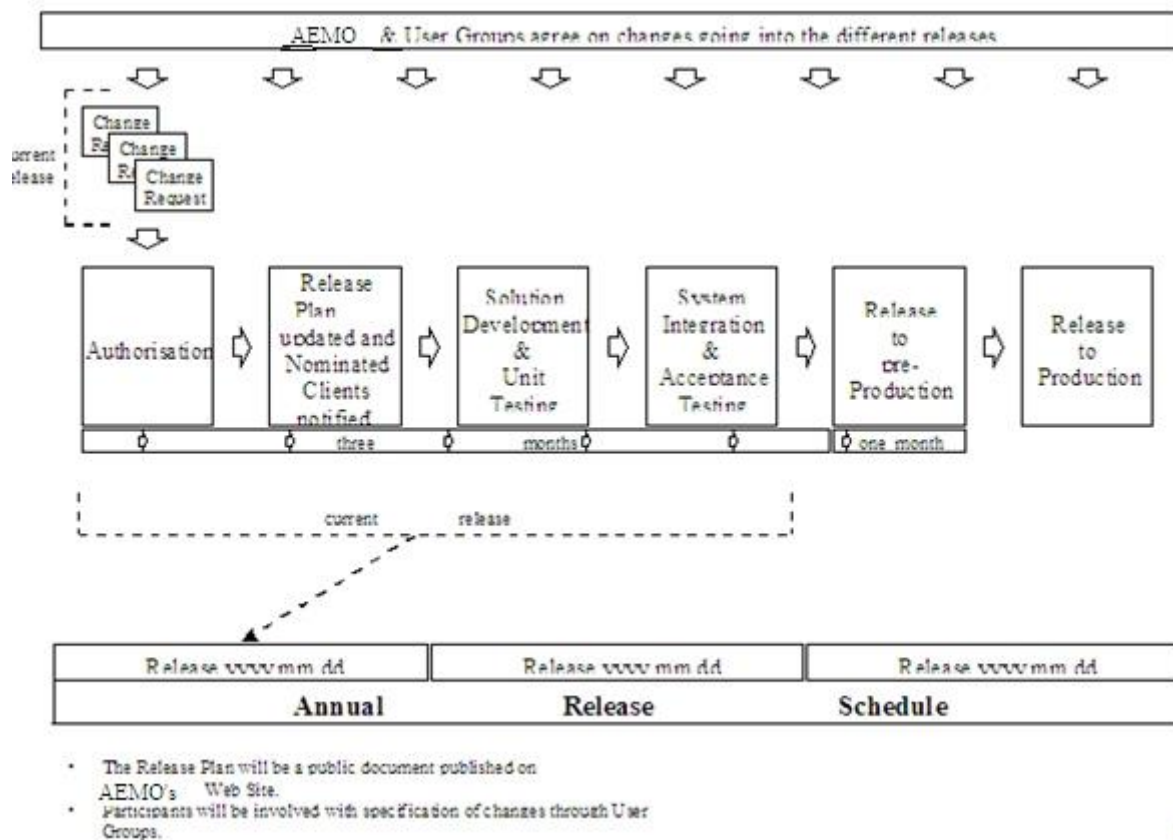 AEMO & User Groups agree on changes going into the different releases
Change
Change
Change
Request
urrent
elease
Authorisation
Release
Plan
updated and
Nominated
Clients
notified
Solution
Development
&
Unit
Testing
System
Integration
&
Acceptance
Testing
Release
to
pre-
Production
Release
to
Production
three months
one month
current release
Release yyyy mm dd
Release yyyy mm dd
Release yyyy mm dd
Annual Release Schedule
• The Release Plan will be a public document published on
AEMO's Web Site.
• Participants will be involved with specification of changes through User
Groups.